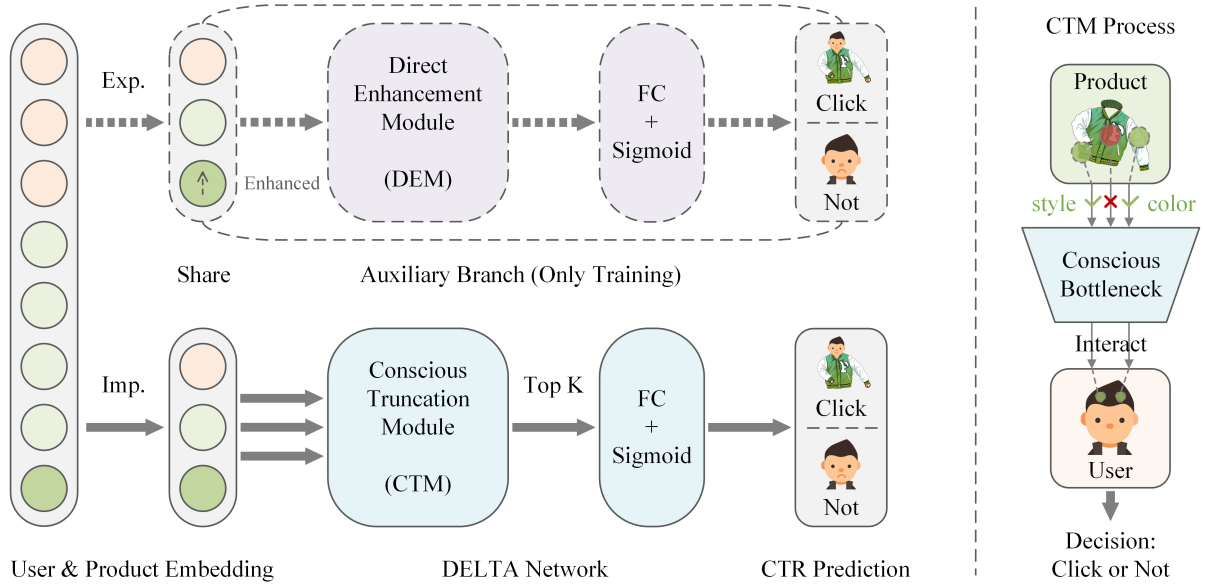 Exp.
Enhanced
Direct
Enhancement
Module
(DEM)
FC
+
Sigmoid
Click
Not
Share
Auxiliary Branch (Only Training)
Imp.
Conscious
Truncation
Module
(CTM)
Top K
FC
+
Sigmoid
Click
Not
User & Product Embedding
DELTA Network
CTR Prediction
CTM Process
Product
style
color
Conscious
Bottleneck
Interact
User
Decision:
Click or Not